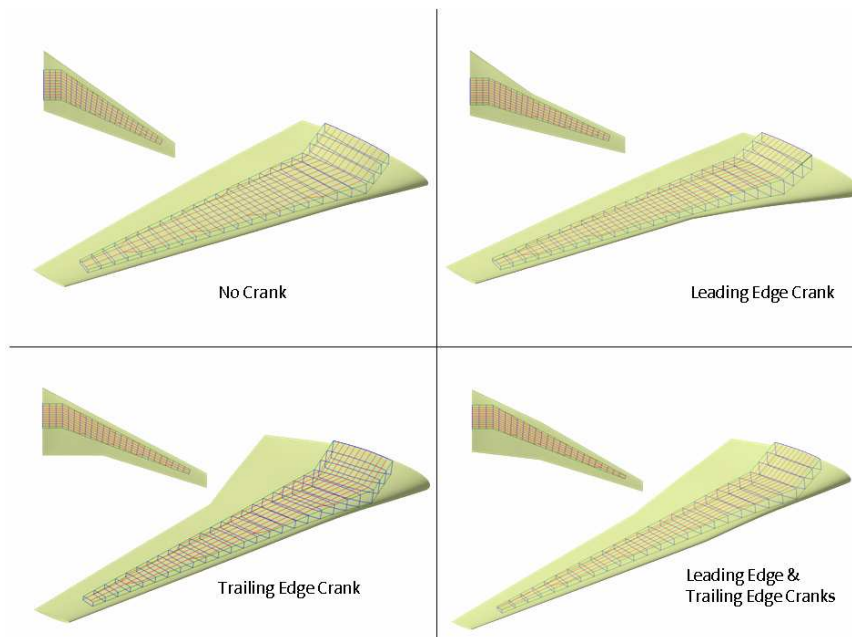 No Crank
Leading Edge Crank
Trailing Edge Crank
Leading Edge &
Trailing Edge Cranks